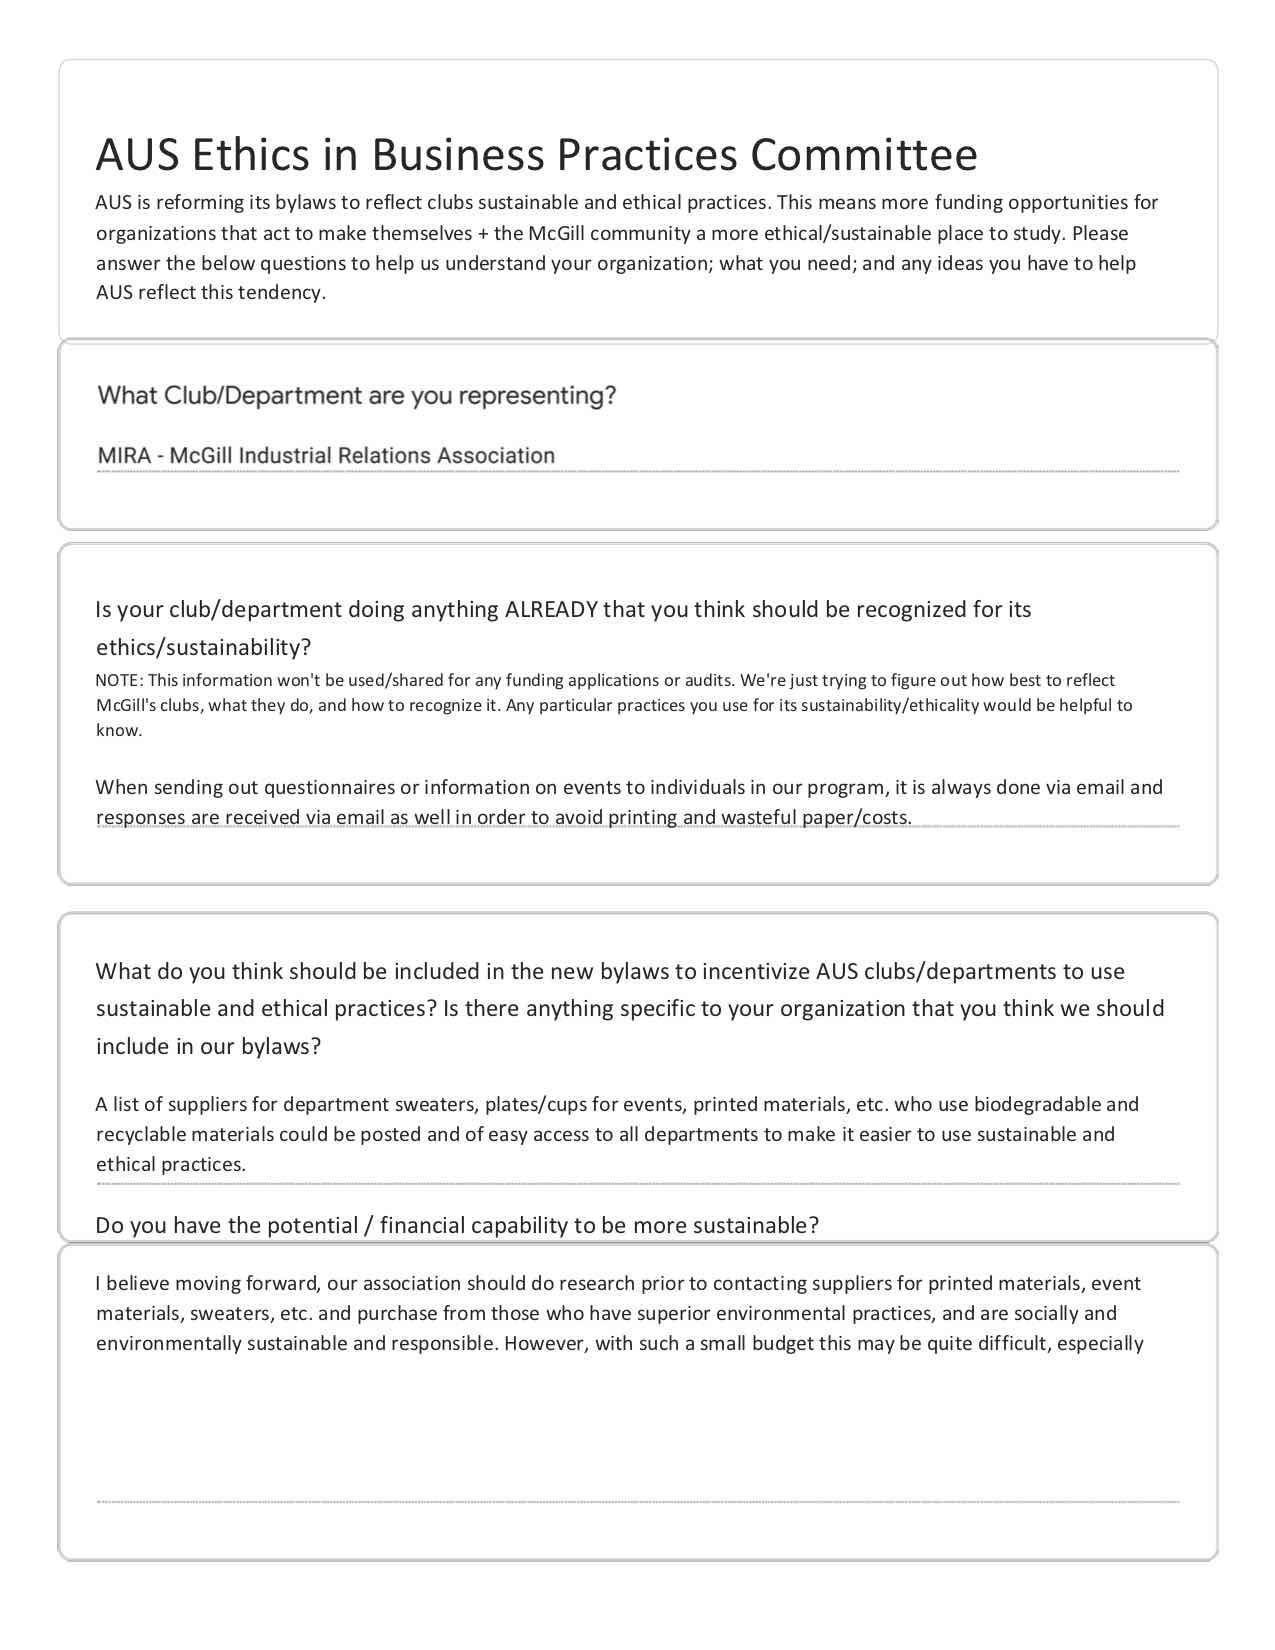 AUS Ethics in Business Practices Committee
AUS is reforming its bylaws to reflect clubs sustainable and ethical practices. This means more funding opportunities for
organizations that act to make themselves + the McGill community a more ethical/sustainable place to study. Please
answer the below questions to help us understand your organization; what you need; and any ideas you have to help
AUS reflect this tendency.
What Club/Department are you representing?
MIRA - McGill Industrial Relations Association
Is your club/department doing anything ALREADY that you think should be recognized for its
ethics/sustainability?
NOTE: This information won't be used/shared for any funding applications or audits. We're just trying to figure out how best to reflect
McGill's clubs, what they do, and how to recognize it. Any particular practices you use for its sustainability/ethicality would be helpful to
know.
When sending out questionnaires or information on events to individuals in our program, it is always done via email and
responses are received via email as well in order to avoid printing and wasteful paper/costs.
What do you think should be included in the new bylaws to incentivize AUS clubs/departments to use
sustainable and ethical practices? Is there anything specific to your organization that you think we should
include in our bylaws?
A list of suppliers for department sweaters, plates/cups for events, printed materials, etc. who use biodegradable and
recyclable materials could be posted and of easy access to all departments to make it easier to use sustainable and
ethical practices.
Do you have the potential / financial capability to be more sustainable?
I believe moving forward, our association should do research prior to contacting suppliers for printed materials, event
materials, sweaters, etc. and purchase from those who have superior environmental practices, and are socially and
environmentally sustainable and responsible. However, with such a small budget this may be quite difficult, especially